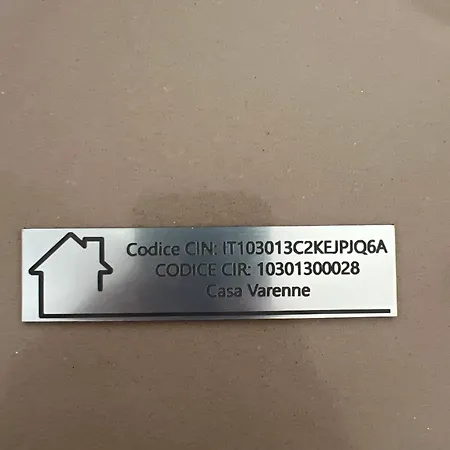 Codice CIN: IT103013C2KEJPJQ6A
CODICE CIR: 10301300028
Casa Varenne